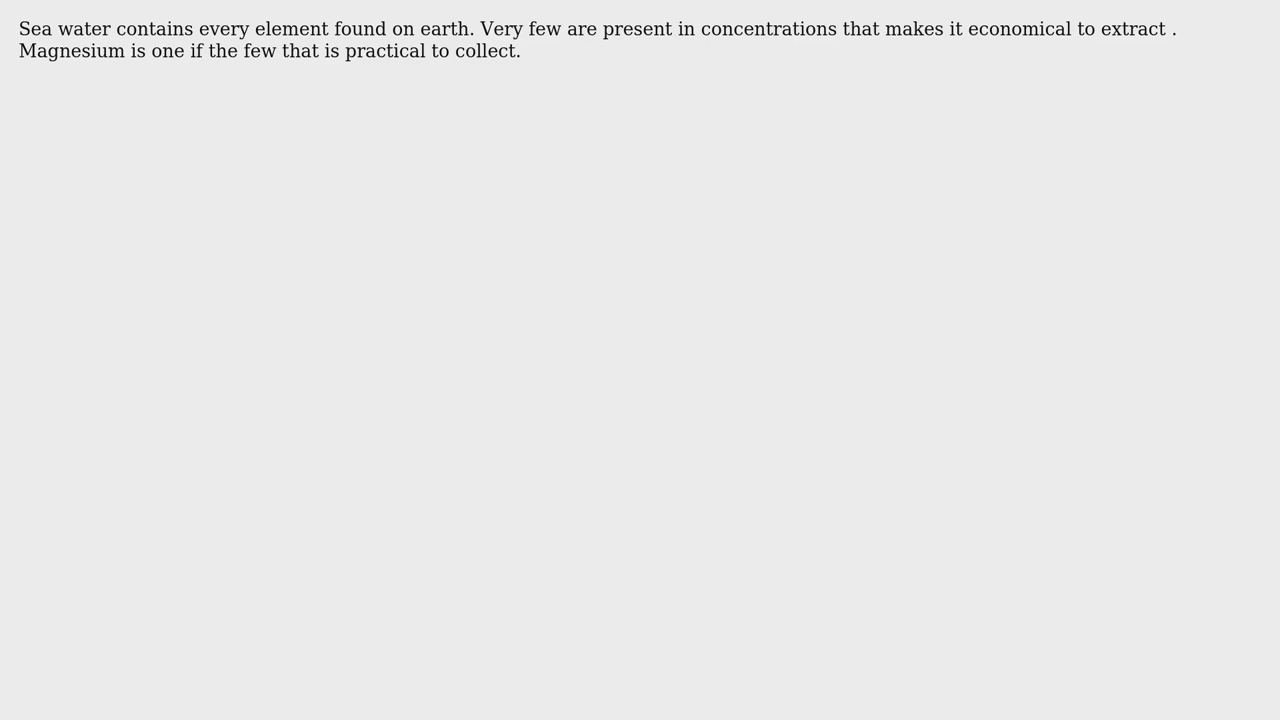 Sea water contains every element found on earth. Very few are present in concentrations that makes it economical to extract .
Magnesium is one if the few that is practical to collect.